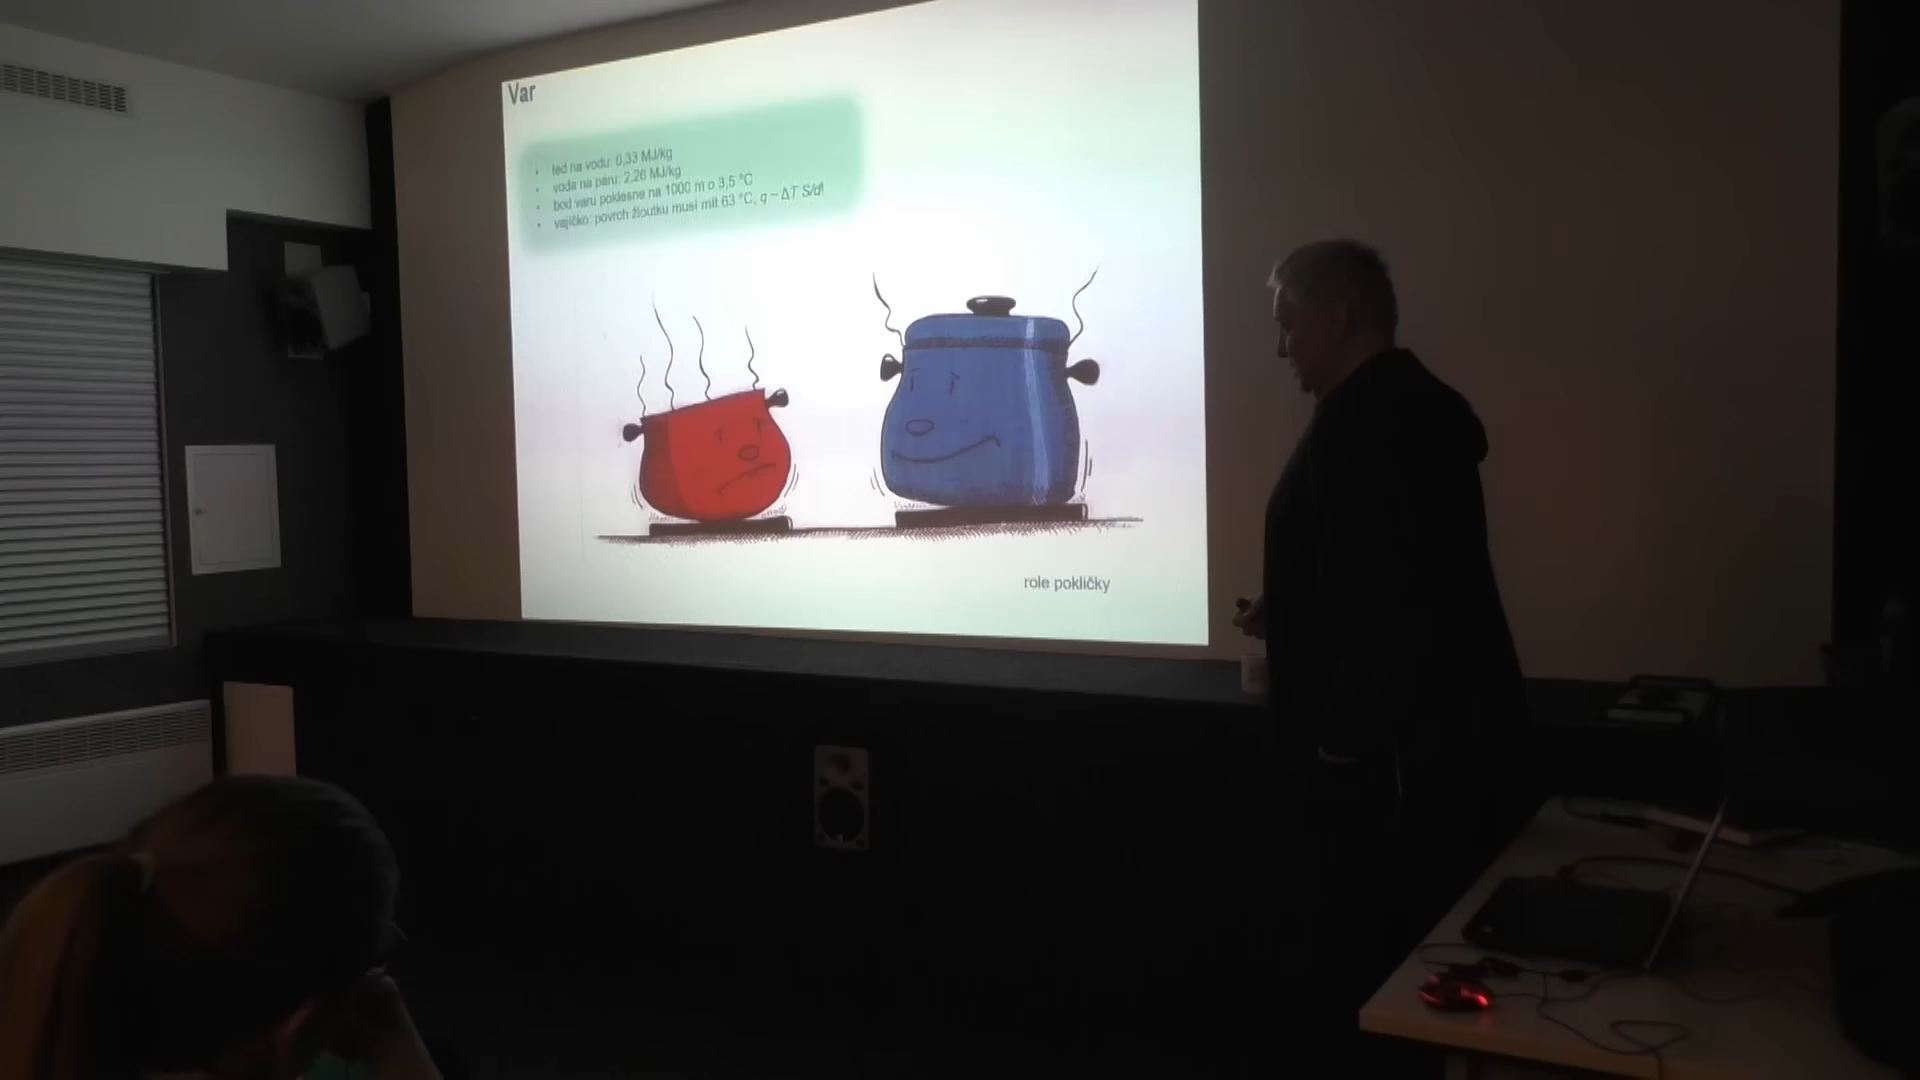 Var
led na vodu: 0,33 MJ/kg
voda na páru: 2,26 MJ/kg
bod varu poklesne na 1000 m o 3,5 °C
vajíčko: povrch žloutku musí mít 63 °C, q ~ ΔT S/d!
role pokličky